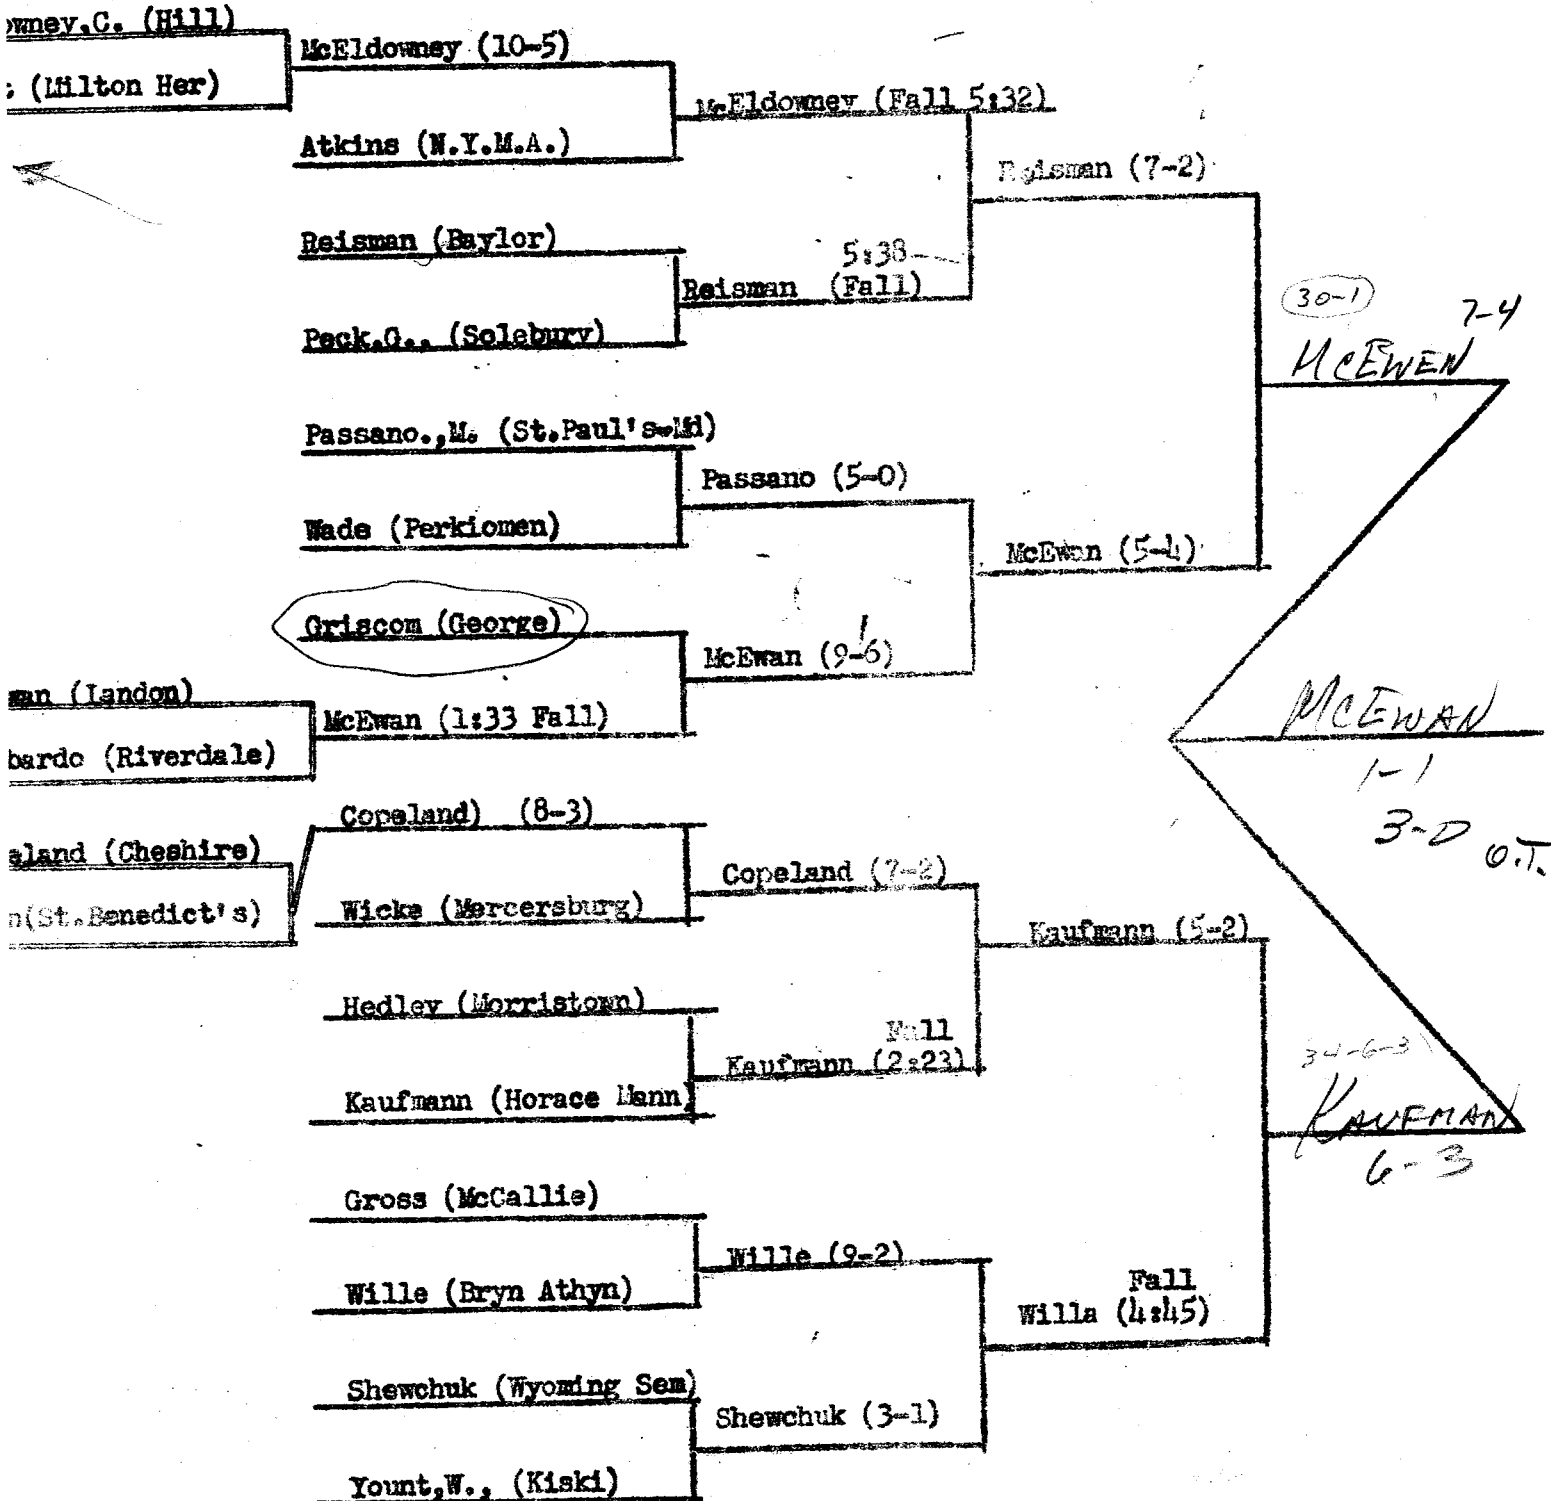 owney,C. (Hill)
McEldowney (10-5)
(Milton Her)
McEldowney (Fall 5:32)
Atkins (N.Y.M.A.)
Reisman (7-2)
Reisman (Baylor)
5:38
Reisman (Fall)
Peck,G., (Solebury)
30-1
7-4
McEWEN
Passano.,M. (St.Paul's-Md)
Passano (5-0)
Wade (Perkiomen)
McEwan (5-4)
Griscom (George)
McEwan (9-6)
man (Landon)
McEwan (1:33 Fall)
McEWAN
bardo (Riverdale)
1-1
3-0 O.T.
Copeland) (8-3)
eland (Cheshire)
Copeland (7-2)
n(St.Benedict's)
Wicks (Mercersburg)
Kaufmann (5-2)
Hedley (Morristown)
Fall
Kaufmann (2:23)
34-6-3
Kaufmann (Horace Mann)
KAUFMAN
6-3
Gross (McCallie)
Wille (9-2)
Wille (Bryn Athyn)
Fall
Willa (4:45)
Shewchuk (Wyoming Sem)
Shewchuk (3-1)
Yount,W., (Kiski)